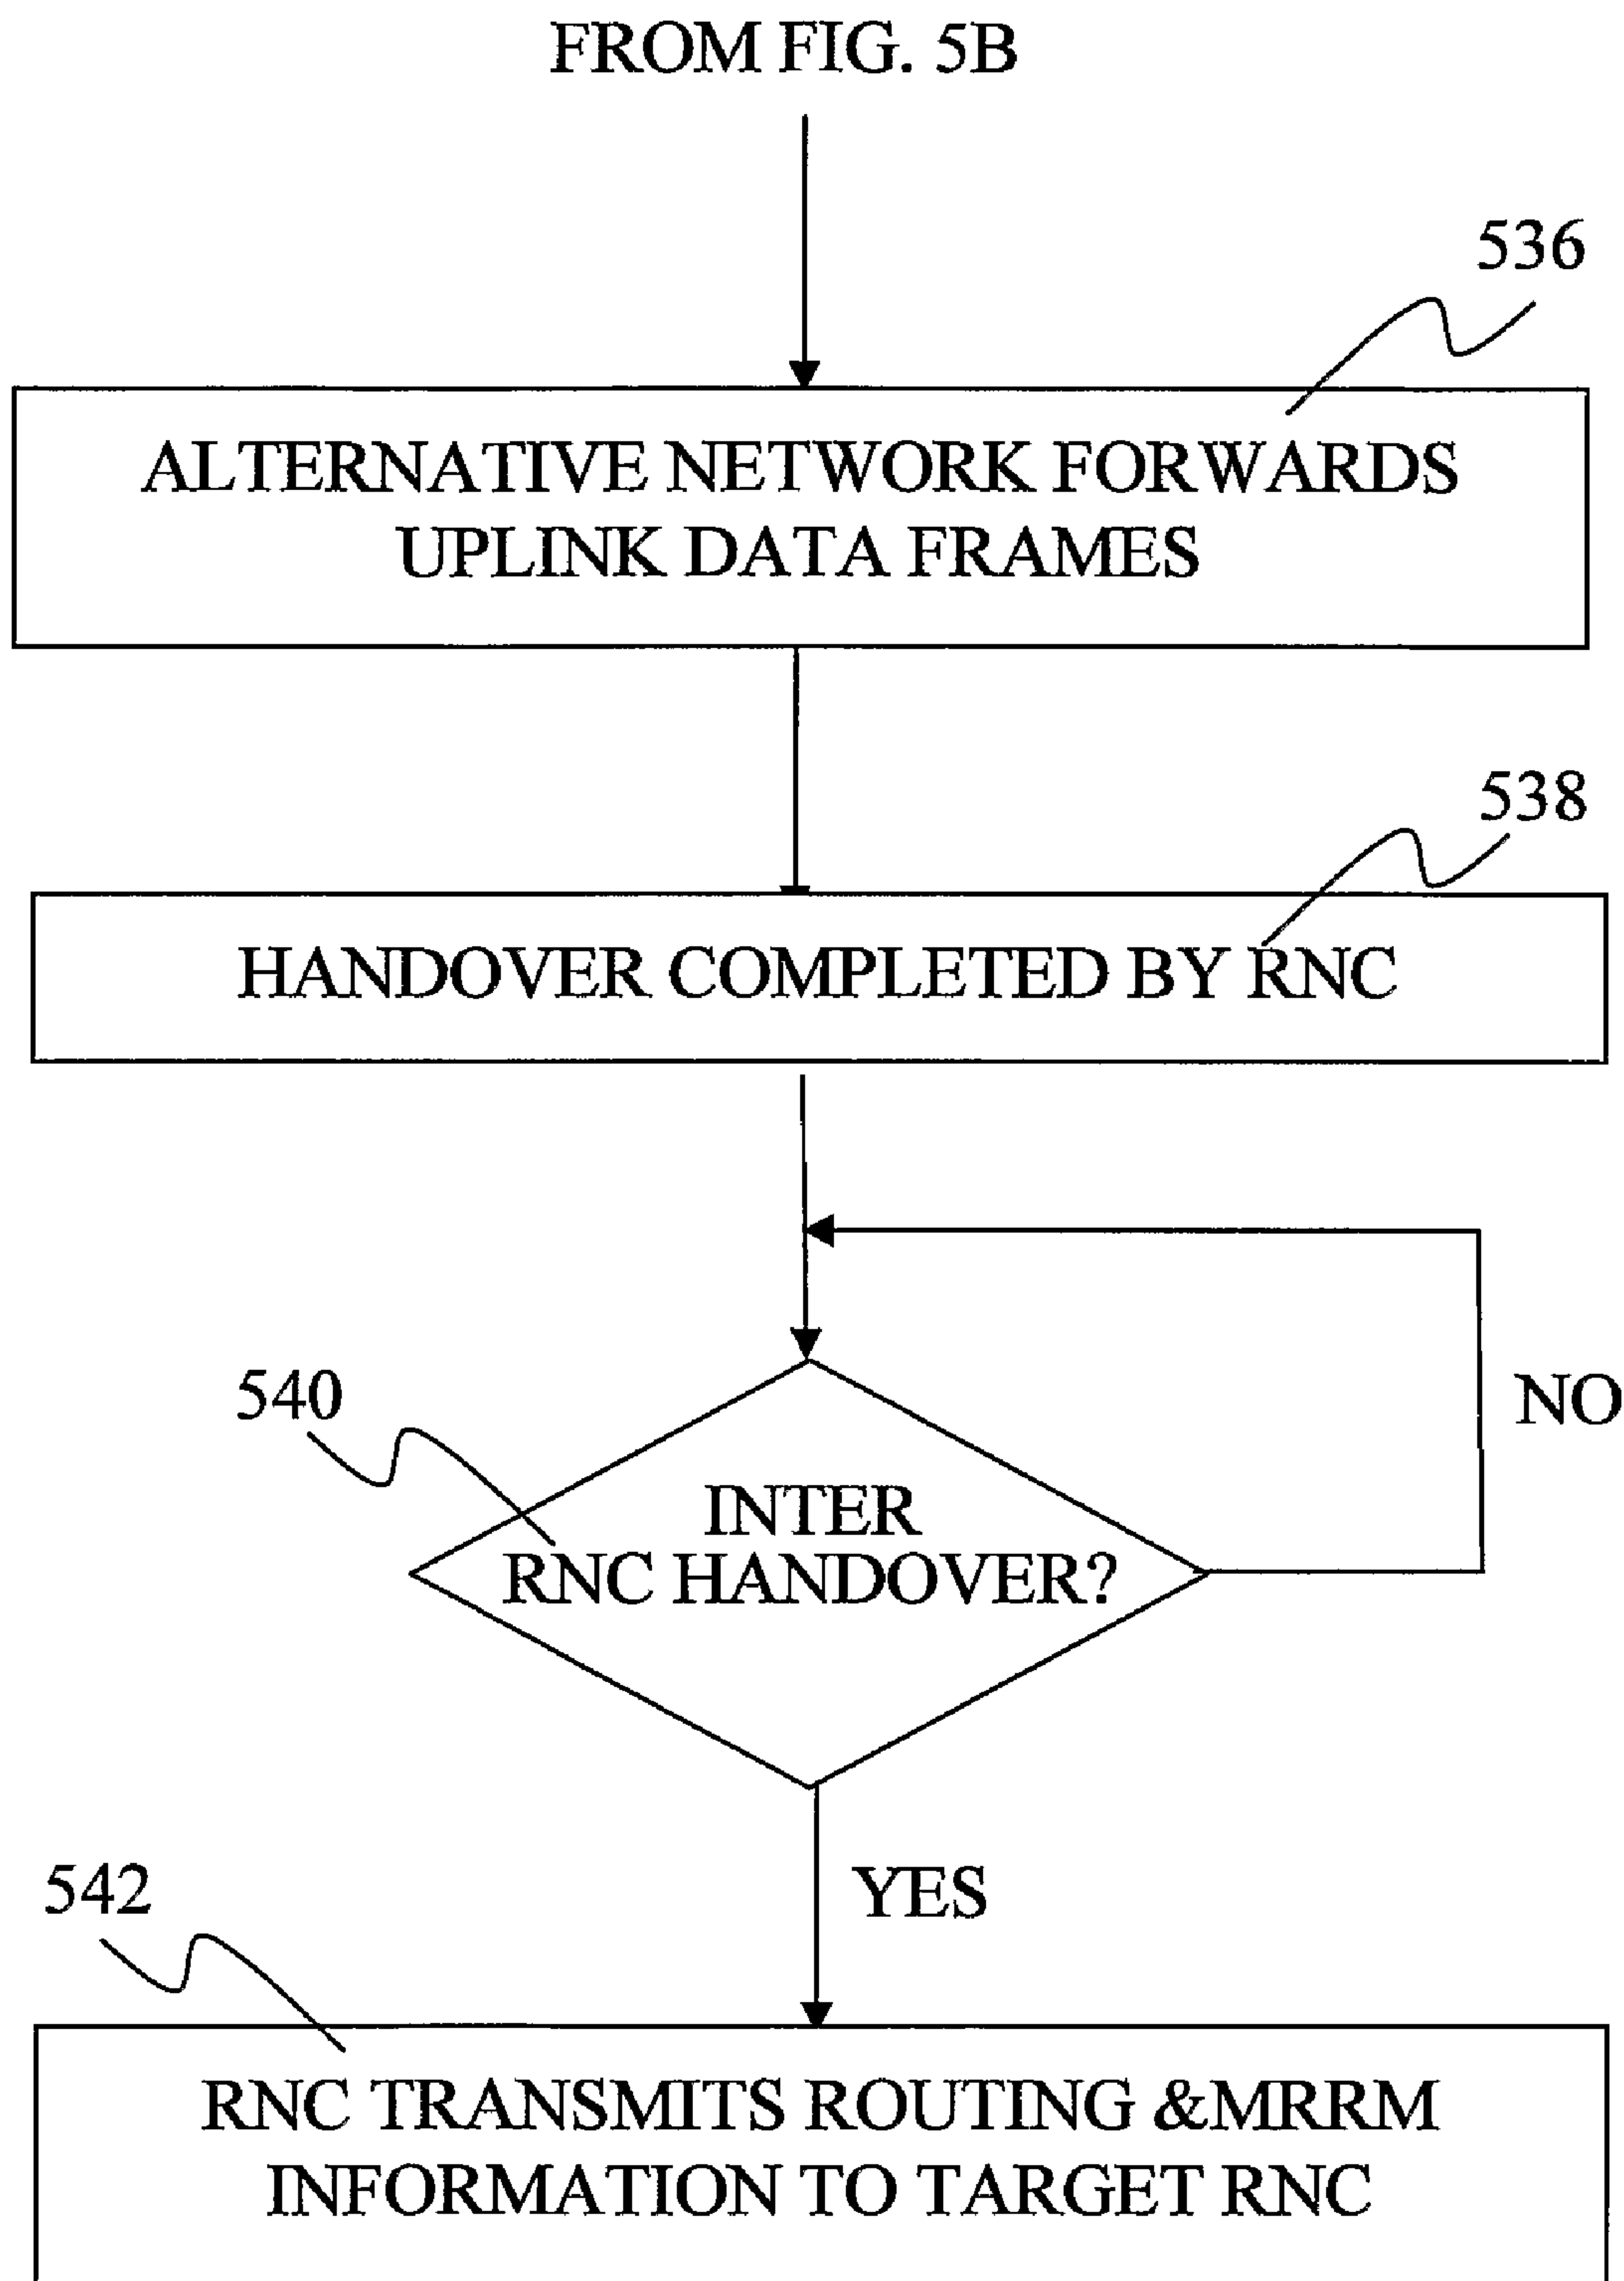 FROM FIG. 5B
536
ALTERNATIVE NETWORK FORWARDS
UPLINK DATA FRAMES
538
HANDOVER COMPLETED BY RNC
540
NO
INTER
RNC HANDOVER?
542
YES
RNC TRANSMITS ROUTING &MRRM
INFORMATION TO TARGET RNC